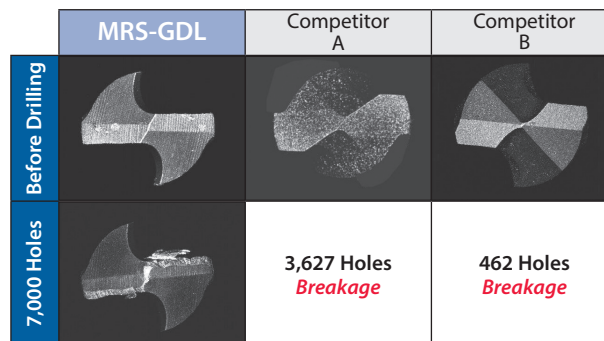 MRS-GDL
Competitor
A
Competitor
B
Before Drilling
7,000 Holes
3,627 Holes
Breakage
462 Holes
Breakage